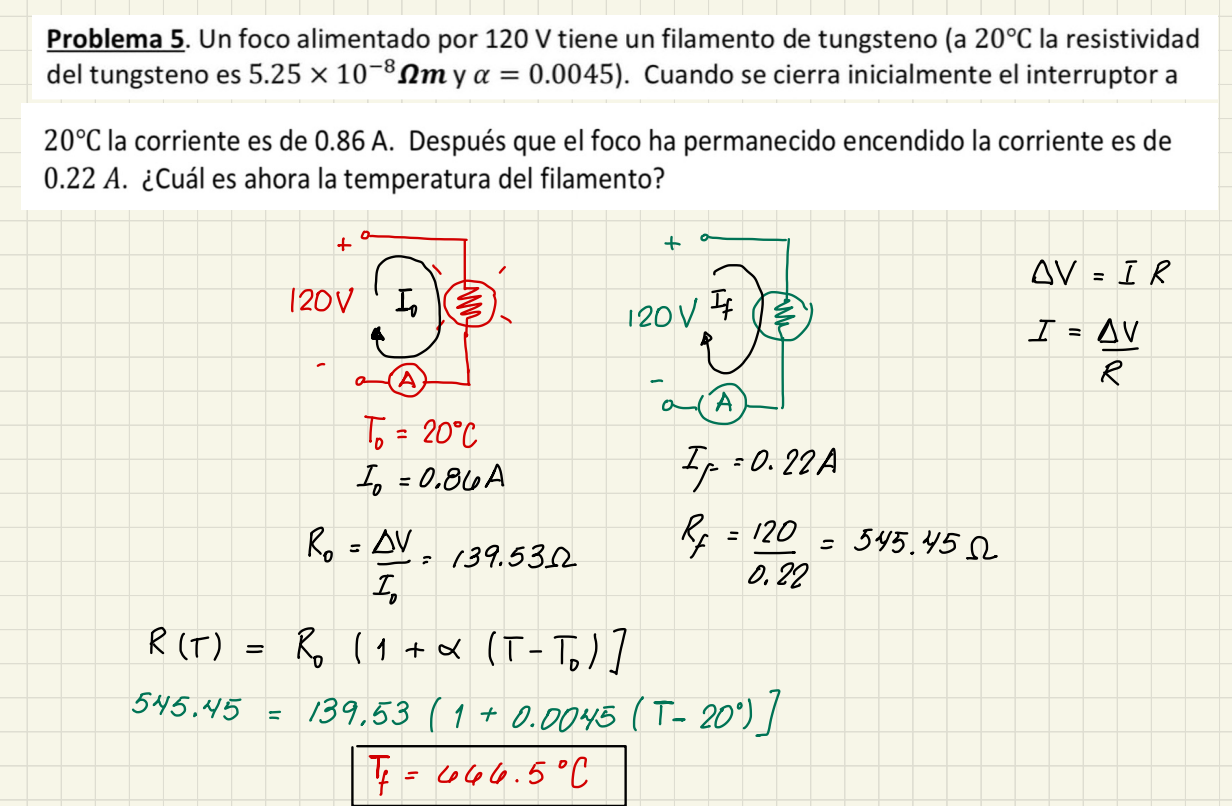 Problema 5. Un foco alimentado por 120 V tiene un filamento de tungsteno (a 20°C la resistividad
del tungsteno es 5.25 × 10⁻⁸Ωm y α = 0.0045). Cuando se cierra inicialmente el interruptor a
20°C la corriente es de 0.86 A. Después que el foco ha permanecido encendido la corriente es de
0.22 A. ¿Cuál es ahora la temperatura del filamento?
+
120V I₀
-
A
T₀ = 20°C
I₀ = 0.86A
R₀ = ΔV/I₀ = 139.53Ω
+
120V If
-
A
If = 0.22A
Rf = 120/0.22 = 545.45 Ω
ΔV = I R
I = ΔV/R
R(T) = R₀ (1 + α (T - T₀)]
545.45 = 139.53 (1 + 0.0045 (T - 20°)]
Tf = 666.5°C